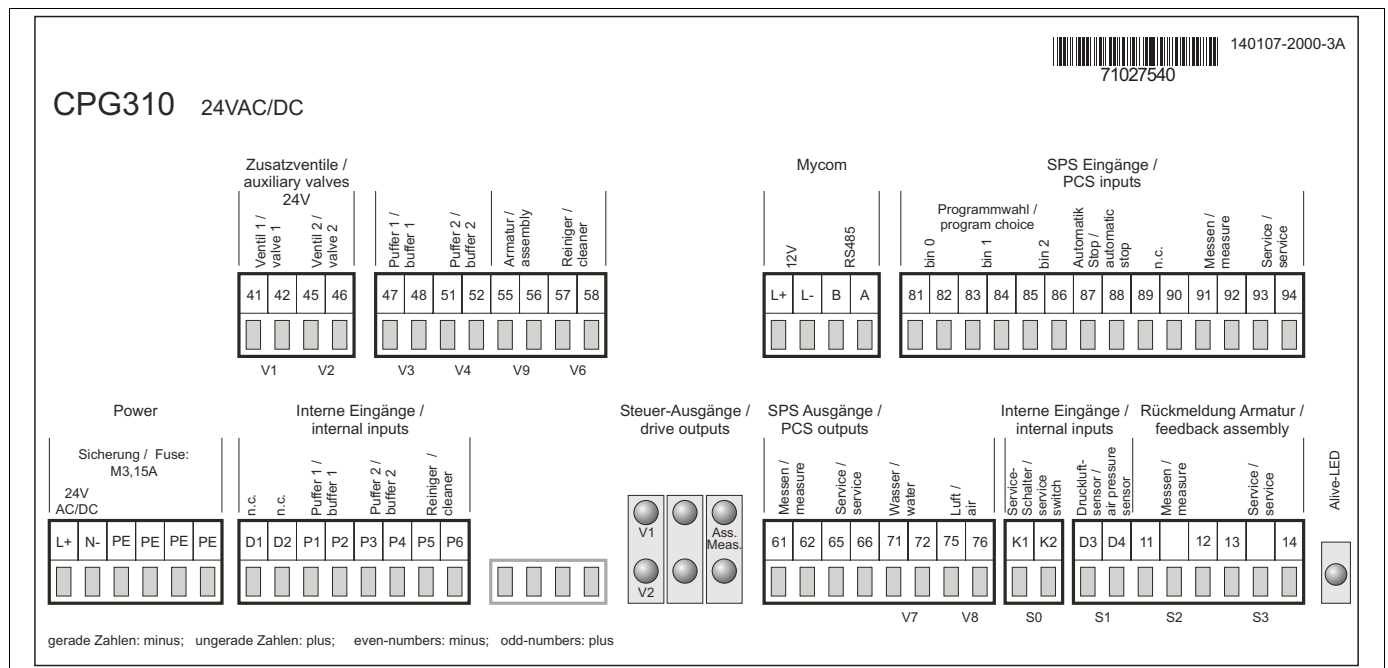 140107-2000-3A
71027540
CPG310 24VAC/DC
Zusatzventile /
auxiliary valves
24V
Ventil 1 /
valve 1
Ventil 2 /
valve 2
Puffer 1 /
buffer 1
Puffer 2 /
buffer 2
Armatur /
assembly
Reiniger /
cleaner
41 42 45 46
47 48 51 52 55 56 57 58
V1 V2
V3 V4 V9 V6
Mycom
12V
RS485
L+ L- B A
SPS Eingänge /
PCS inputs
Programmwahl /
program choice
bin 0
bin 1
bin 2
Automatik
Stop /
automatic
stop
n.c.
Messen /
measure
Service /
service
81 82 83 84 85 86 87 88 89 90 91 92 93 94
Power
Sicherung / Fuse:
M3,15A
24V
AC/DC
L+ N- PE PE PE PE
Interne Eingänge /
internal inputs
n.c.
n.c.
Puffer 1 /
buffer 1
Puffer 2 /
buffer 2
Reiniger /
cleaner
D1 D2 P1 P2 P3 P4 P5 P6
Steuer-Ausgänge /
drive outputs
V1
Ass.
Meas.
V2
SPS Ausgänge /
PCS outputs
Messen /
measure
Service /
service
Wasser /
water
Luft /
air
61 62 65 66 71 72 75 76
V7 V8
Interne Eingänge /
internal inputs
Service-
Schalter /
service
switch
K1 K2
S0
Rückmeldung Armatur /
feedback assembly
Druckluft-
sensor /
air pressure
sensor
Messen /
measure
Service /
service
D3 D4 11 12 13 14
S1 S2 S3
Alive-LED
gerade Zahlen: minus; ungerade Zahlen: plus; even-numbers: minus; odd-numbers: plus